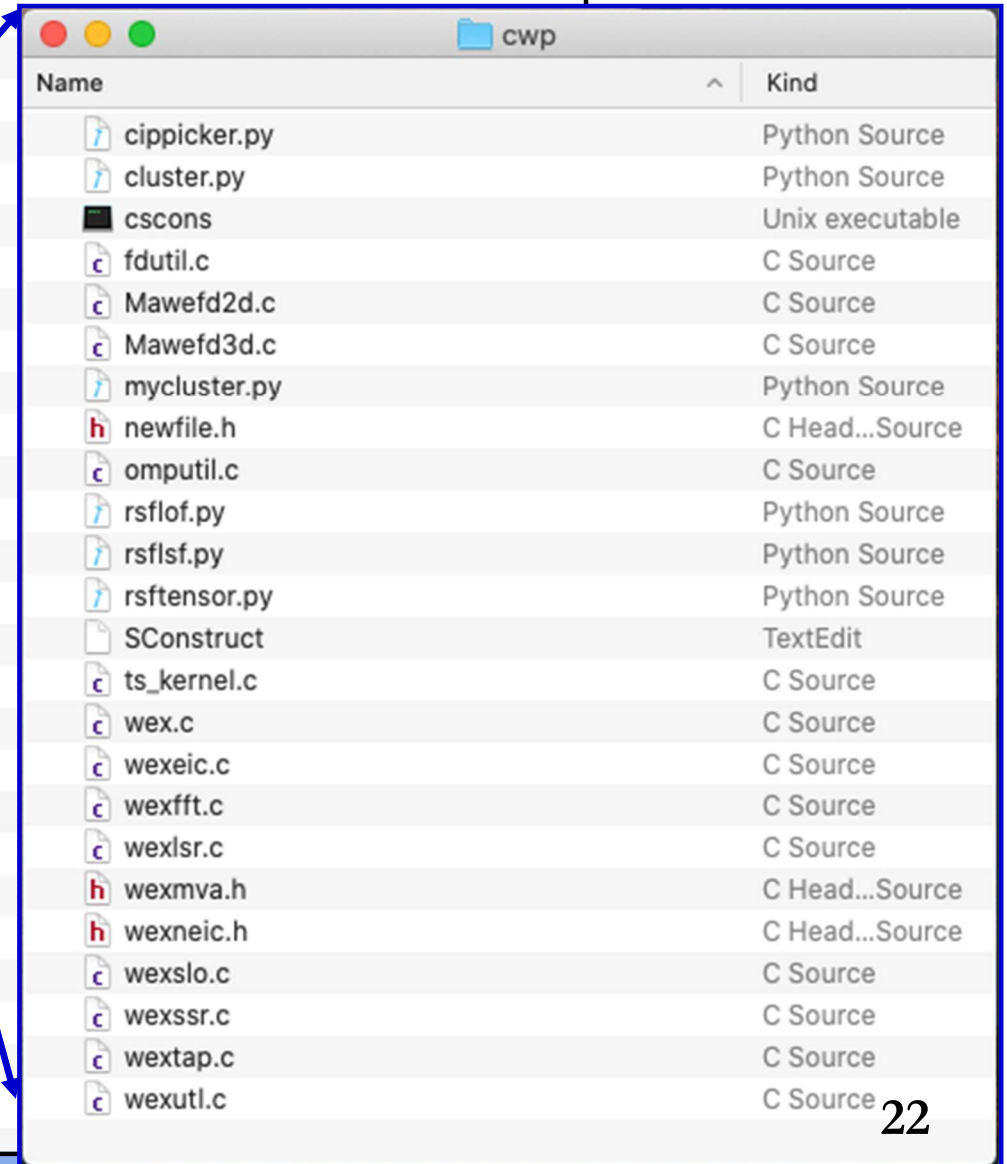 cwp
Name Kind
cippicker.py Python Source
cluster.py Python Source
cscons Unix executable
fdutil.c C Source
Mawefd2d.c C Source
Mawefd3d.c C Source
mycluster.py Python Source
newfile.h C Head...Source
omputil.c C Source
rsflof.py Python Source
rsflsf.py Python Source
rsftensor.py Python Source
SConstruct TextEdit
ts_kernel.c C Source
wex.c C Source
wexeic.c C Source
wexfft.c C Source
wexlsr.c C Source
wexmva.h C Head...Source
wexneic.h C Head...Source
wexslo.c C Source
wexssr.c C Source
wextap.c C Source
wexutl.c C Source
22